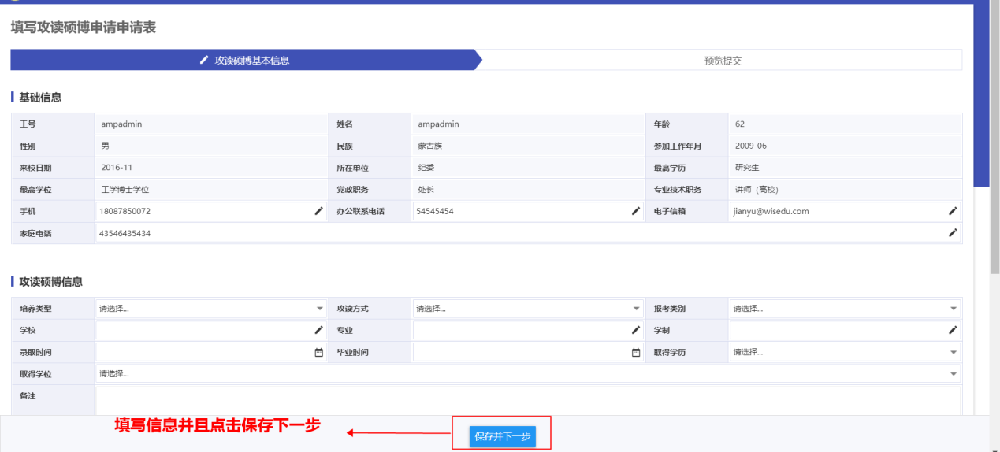 填写攻读硕博申请申请表
攻读硕博基本信息 预览提交
基础信息
工号 ampadmin 姓名 ampadmin 年龄 62
性别 男 民族 蒙古族 参加工作年月 2009-06
来校日期 2016-11 所在单位 纪委 最高学历 研究生
最高学位 工学博士学位 党政职务 处长 专业技术职务 讲师（高校）
手机 18087850072 办公联系电话 54545454 电子信箱 jianyu@wisedu.com
家庭电话 43546435434
攻读硕博信息
培养类型 请选择... 攻读方式 请选择... 报考类别 请选择...
学校 专业 学制
录取时间 毕业时间 取得学历 请选择...
取得学位 请选择...
备注
填写信息并且点击保存下一步
保存并下一步